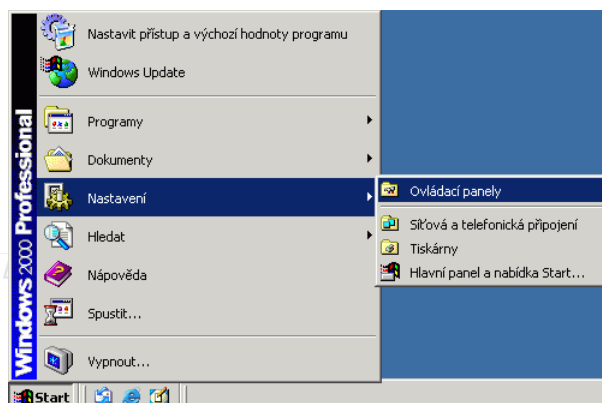 Nastavit přístup a výchozí hodnoty programu
Windows Update
Programy
Dokumenty
Nastavení
Hledat
Nápověda
Spustit...
Vypnout...
Windows 2000 Professional
Ovládací panely
Síťová a telefonická připojení
Tiskárny
Hlavní panel a nabídka Start...
Start